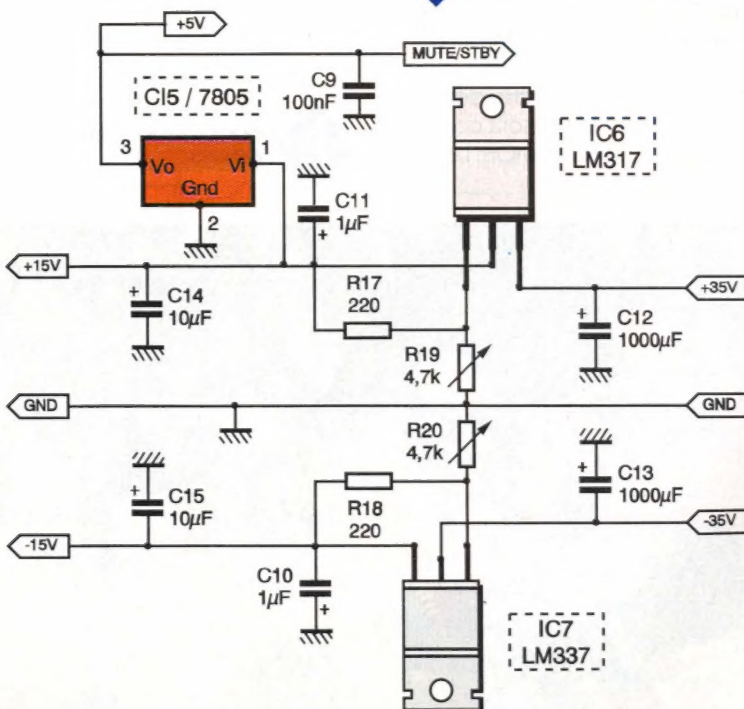 +5V
MUTE/STBY
C9
100nF
CI5 / 7805
IC6
LM317
3
1
Vo
Vi
Gnd
2
C11
1µF
+
+15V
R17
220
+35V
+
C14
10µF
+
C12
1000µF
R19
4,7k
GND
GND
R20
4,7k
+
C15
10µF
+
C13
1000µF
R18
220
-15V
-35V
C10
1µF
+
IC7
LM337